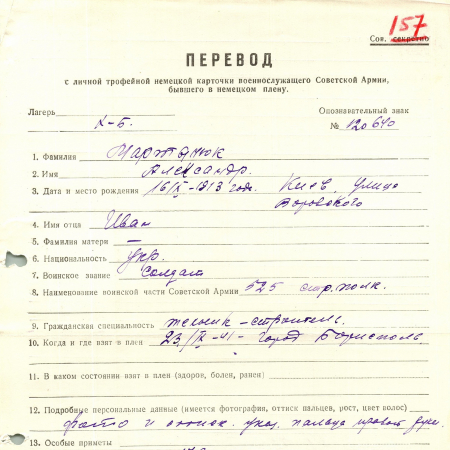 157
Сов. секретно
ПЕРЕВОД
с личной трофейной немецкой карточки военнослужащего Советской Армии,
бывшего в немецком плену.
Лагерь Опознавательный знак
X-Б. № 120640
1. Фамилия Мартынюк
2. Имя Александр.
3. Дата и место рождения 16/X-1913 год. Киев, улица
Воровского
4. Имя отца Иван
5. Фамилия матери —
6. Национальность укр.
7. Воинское звание солдат
8. Наименование воинской части Советской Армии 525 стр. полк.
9. Гражданская специальность техник-строитель.
10. Когда и где взят в плен 23/IX-41- город Борисполь.
11. В каком состоянии взят в плен (здоров, болен, ранен)
12. Подробные персональные данные (имеется фотография, оттиск пальцев, рост, цвет волос)
фото и оттиск. указ. пальца правой руки.
13. Особые приметы